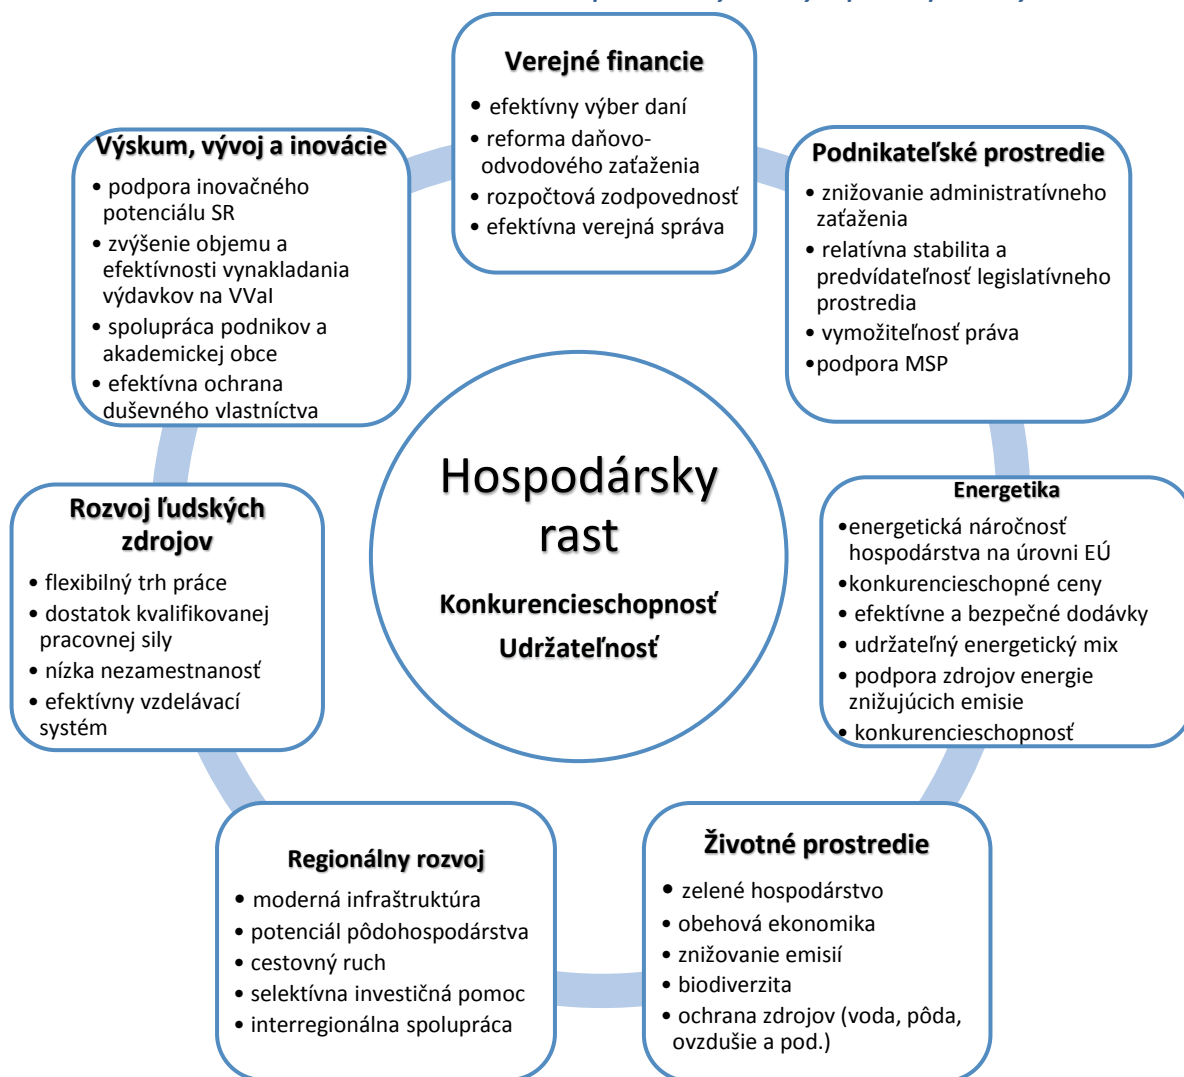 Verejné financie
• efektívny výber daní
• reforma daňovo-
odvodového zaťaženia
• rozpočtová zodpovednosť
• efektívna verejná správa
Podnikateľské prostredie
• znižovanie administratívneho
zaťaženia
• relatívna stabilita a
predvídateľnosť legislatívneho
prostredia
• vymožiteľnosť práva
•podpora MSP
Energetika
•energetická náročnosť
hospodárstva na úrovni EÚ
•konkurencieschopné ceny
• efektívne a bezpečné dodávky
• udržateľný energetický mix
• podpora zdrojov energie
znižujúcich emisie
• konkurencieschopnosť
Životné prostredie
• zelené hospodárstvo
• obehová ekonomika
• znižovanie emisií
• biodiverzita
• ochrana zdrojov (voda, pôda,
ovzdušie a pod.)
Regionálny rozvoj
• moderná infraštruktúra
• potenciál pôdohospodárstva
• cestovný ruch
• selektívna investičná pomoc
• interregionálna spolupráca
Rozvoj ľudských
zdrojov
• flexibilný trh práce
• dostatok kvalifikovanej
pracovnej sily
• nízka nezamestnanosť
• efektívny vzdelávací
systém
Výskum, vývoj a inovácie
• podpora inovačného
potenciálu SR
• zvýšenie objemu a
efektívnosti vynakladania
výdavkov na VVaI
• spolupráca podnikov a
akademickej obce
• efektívna ochrana
duševného vlastníctva
Hospodársky
rast
Konkurencieschopnosť
Udržateľnosť